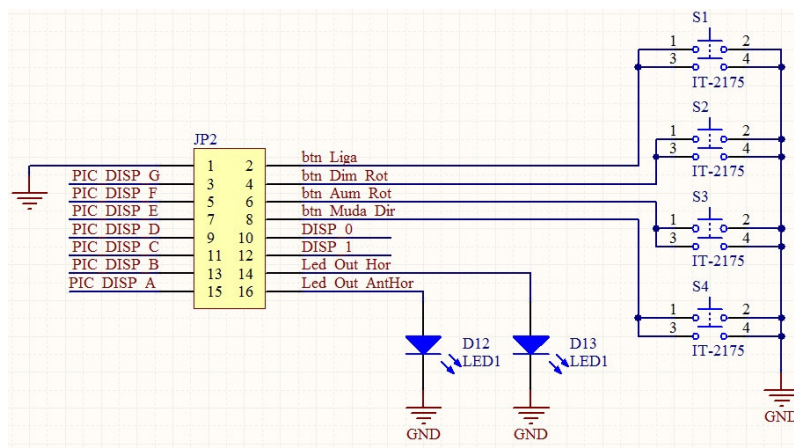 S1
1 2
3 4
IT-2175
S2
1 2
3 4
IT-2175
S3
1 2
3 4
IT-2175
S4
1 2
3 4
IT-2175
JP2
1 2 btn Liga
PIC DISP G 3 4 btn Dim Rot
PIC DISP F 5 6 btn Aum Rot
PIC DISP E 7 8 btn Muda Dir
PIC DISP D 9 10 DISP 0
PIC DISP C 11 12 DISP 1
PIC DISP B 13 14 Led Out Hor
PIC DISP A 15 16 Led Out AntHor
D12
LED1
D13
LED1
GND
GND
GND